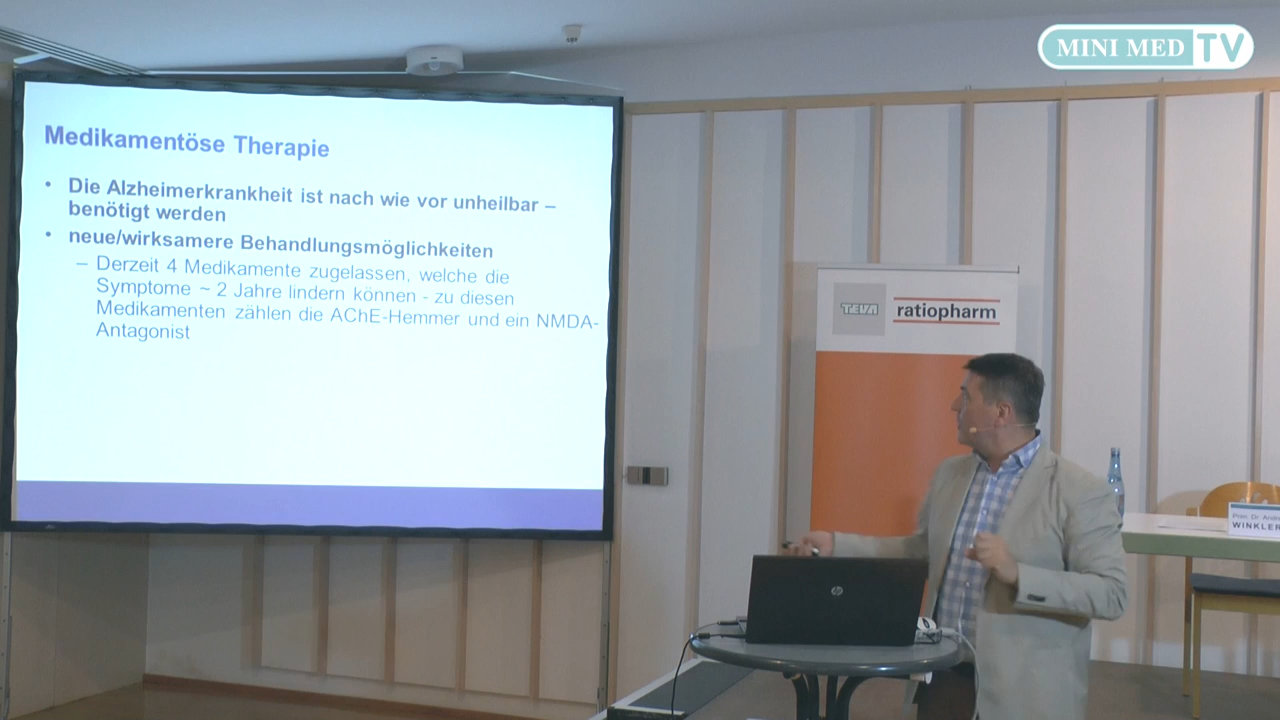 MINI MED TV
Medikamentöse Therapie
• Die Alzheimerkrankheit ist nach wie vor unheilbar –
benötigt werden
• neue/wirksamere Behandlungsmöglichkeiten
– Derzeit 4 Medikamente zugelassen, welche die
Symptome ~ 2 Jahre lindern können - zu diesen
Medikamenten zählen die AChE-Hemmer und ein NMDA-
Antagonist
TEVA
ratiopharm
hp
WINKLER